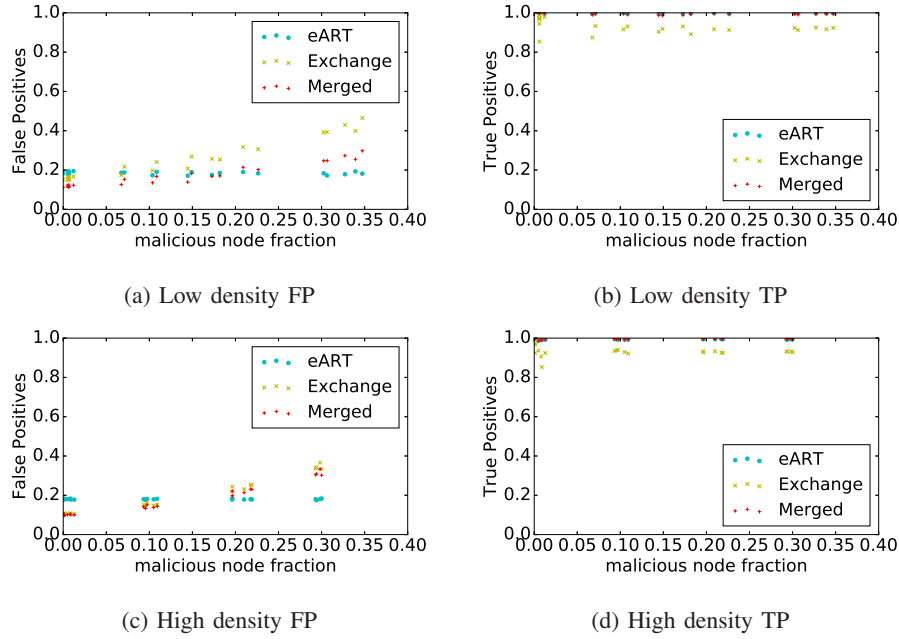 1.0
0.8
0.6
0.4
0.2
0.0
False Positives
eART
Exchange
Merged
0.00 0.05 0.10 0.15 0.20 0.25 0.30 0.35 0.40
malicious node fraction
(a) Low density FP
1.0
0.8
0.6
0.4
0.2
0.0
True Positives
eART
Exchange
Merged
0.00 0.05 0.10 0.15 0.20 0.25 0.30 0.35 0.40
malicious node fraction
(b) Low density TP
1.0
0.8
0.6
0.4
0.2
0.0
False Positives
eART
Exchange
Merged
0.00 0.05 0.10 0.15 0.20 0.25 0.30 0.35 0.40
malicious node fraction
(c) High density FP
1.0
0.8
0.6
0.4
0.2
0.0
True Positives
eART
Exchange
Merged
0.00 0.05 0.10 0.15 0.20 0.25 0.30 0.35 0.40
malicious node fraction
(d) High density TP